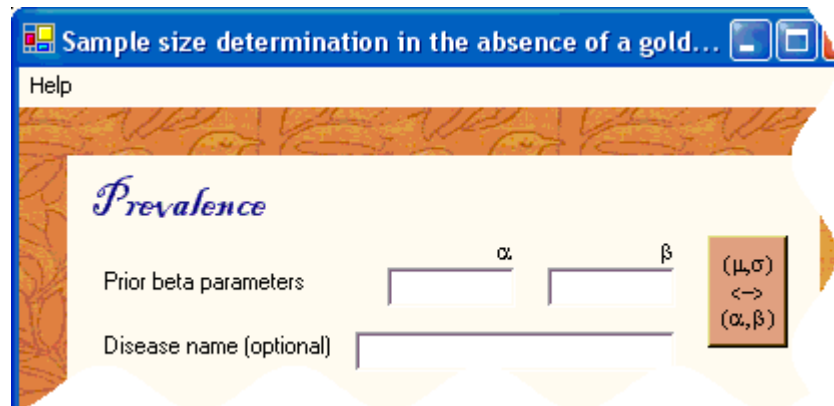 Sample size determination in the absence of a gold...
Help
Prevalence
α β
Prior beta parameters
(μ,σ)
<->
(α,β)
Disease name (optional)